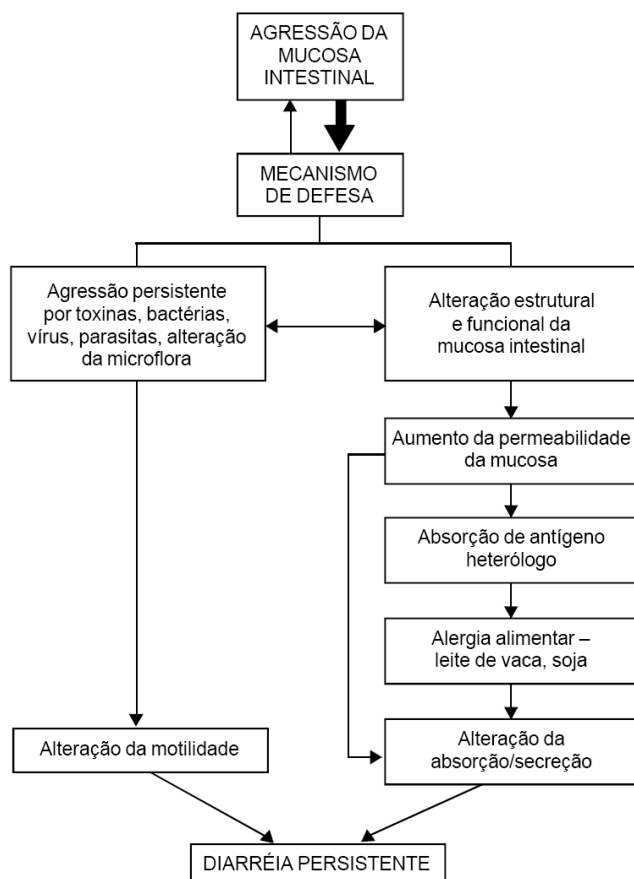 AGRESSÃO DA
MUCOSA
INTESTINAL
MECANISMO
DE DEFESA
Agressão persistente
por toxinas, bactérias,
vírus, parasitas, alteração
da microflora
Alteração estrutural
e funcional da
mucosa intestinal
Aumento da permeabilidade
da mucosa
Absorção de antígeno
heterólogo
Alergia alimentar –
leite de vaca, soja
Alteração da motilidade
Alteração da
absorção/secreção
DIARRÉIA PERSISTENTE